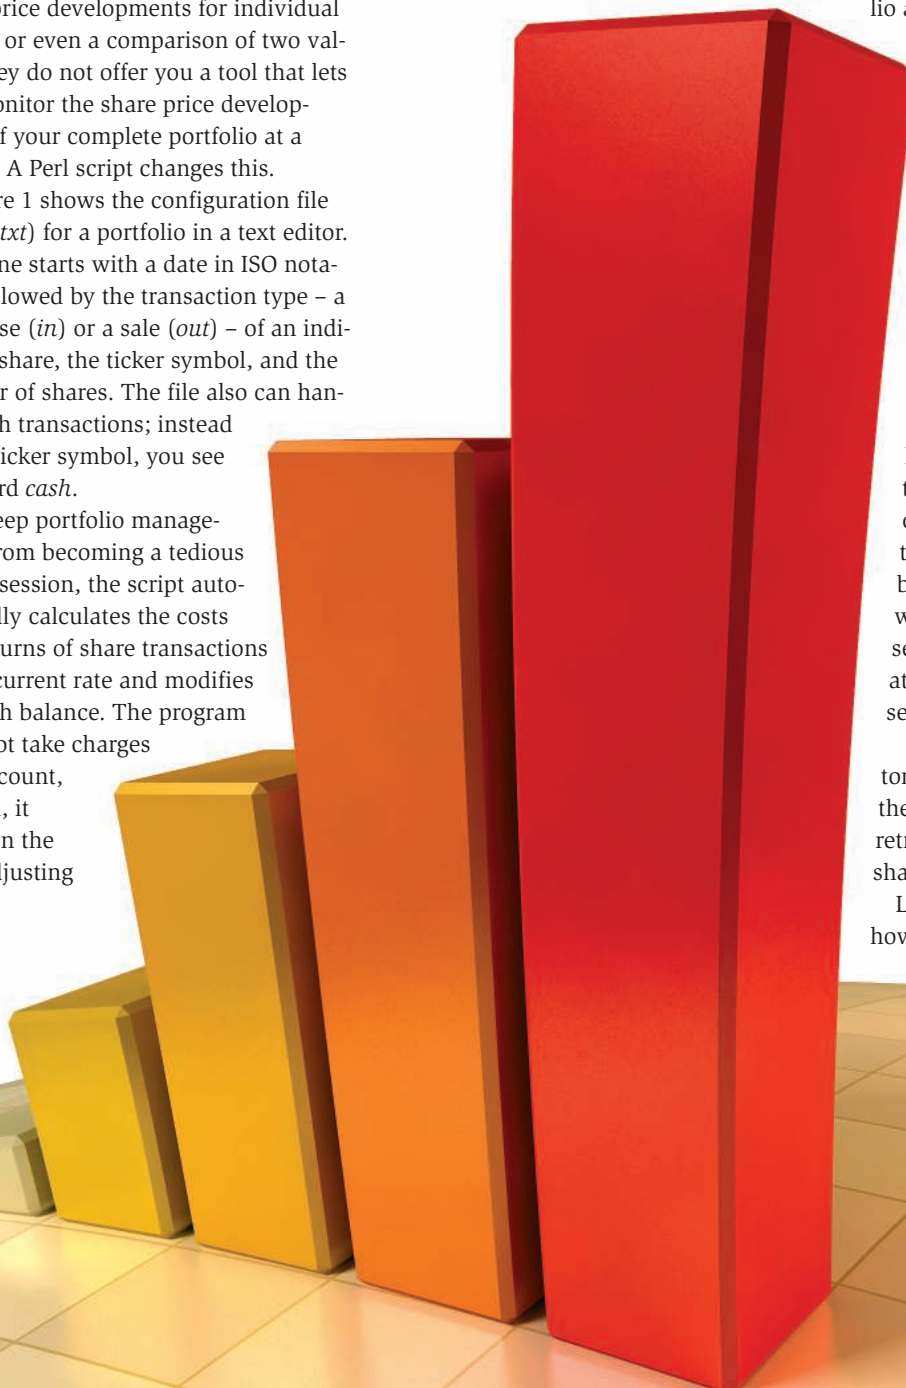 price developments for individual
or even a comparison of two val-
ey do not offer you a tool that lets
onitor the share price develop-
f your complete portfolio at a
A Perl script changes this.
re 1 shows the configuration file
txt) for a portfolio in a text editor.
ne starts with a date in ISO nota-
llowed by the transaction type – a
se (in) or a sale (out) – of an indi-
share, the ticker symbol, and the
r of shares. The file also can han-
h transactions; instead
ticker symbol, you see
rd cash.
eep portfolio manage-
rom becoming a tedious
session, the script auto-
lly calculates the costs
urns of share transactions
current rate and modifies
h balance. The program
ot take charges
count,
, it
n the
ljusting
lio a
t
c
t
b
w
se
at
se
ton
the
retr
sha
L
how